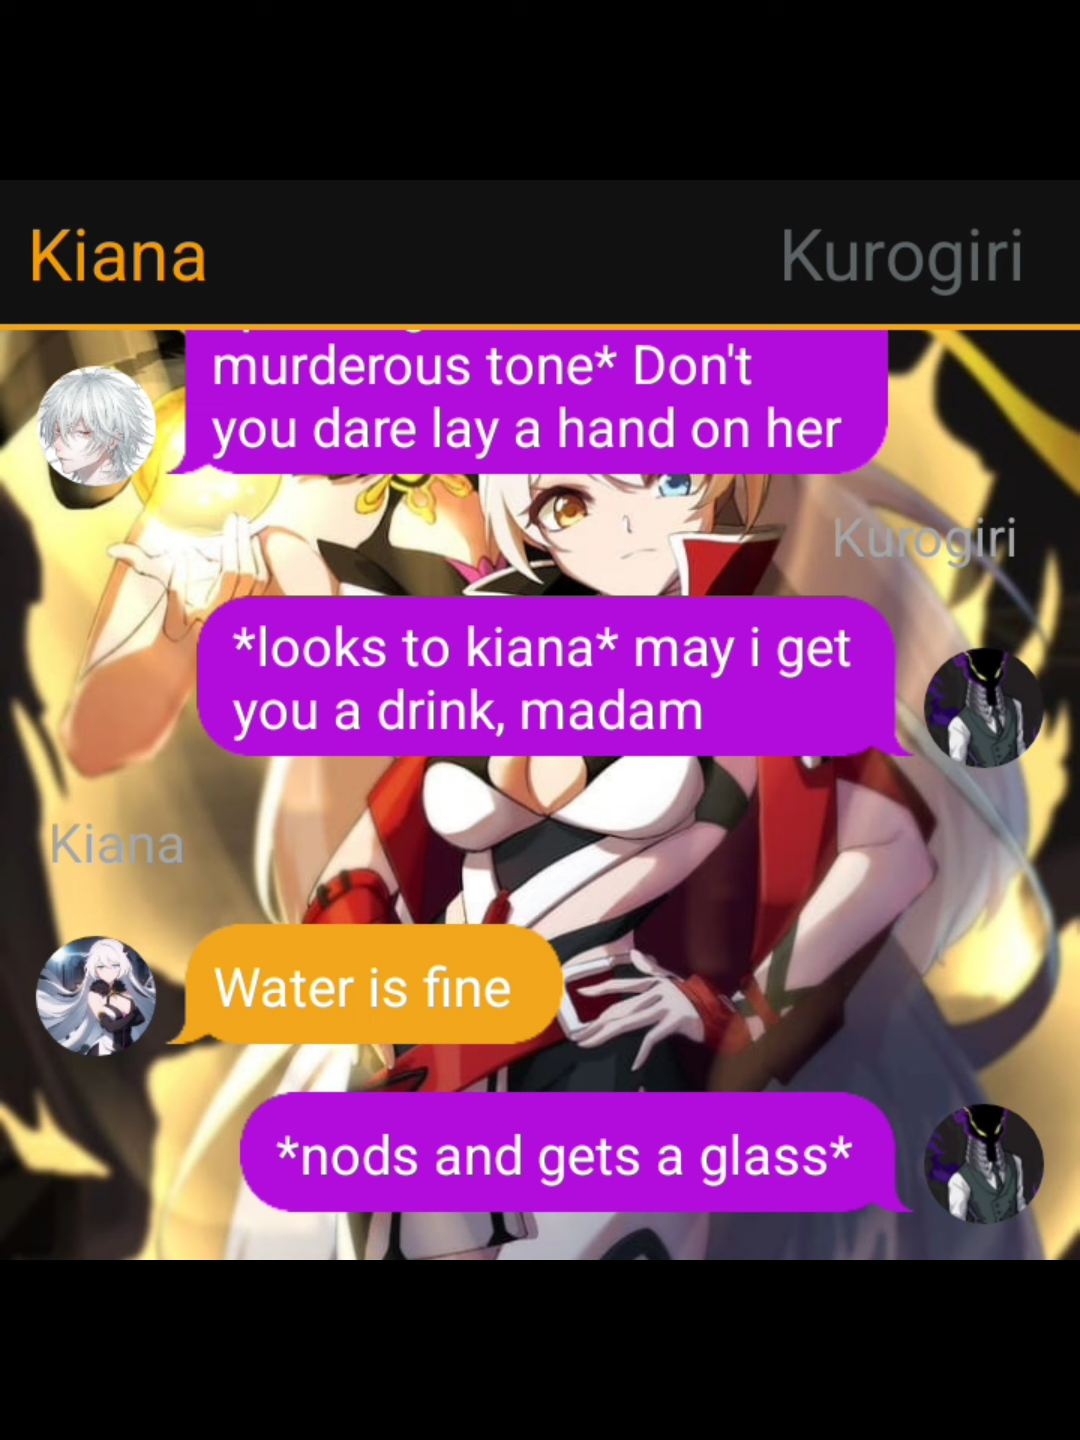 Kiana
Kurogiri
murderous tone* Don't
you dare lay a hand on her
Kurogiri
*looks to kiana* may i get
you a drink, madam
Kiana
Water is fine
*nods and gets a glass*